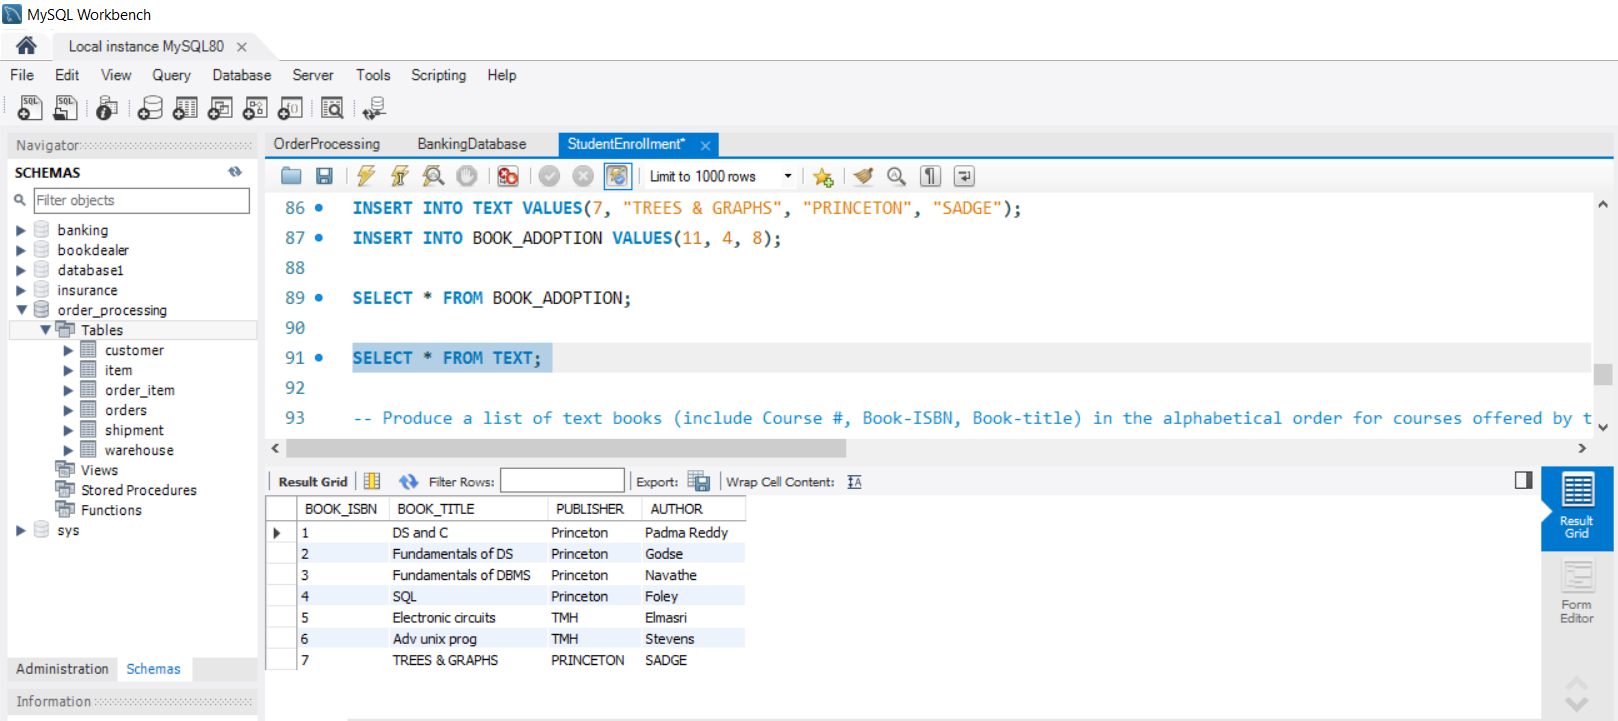 MySQL Workbench
Local instance MySQL80
File Edit View Query Database Server Tools Scripting Help
Navigator
SCHEMAS
Filter objects
banking
bookdealer
database1
insurance
order_processing
Tables
customer
item
order_item
orders
shipment
warehouse
Views
Stored Procedures
Functions
sys
Administration Schemas
Information
OrderProcessing BankingDatabase StudentEnrollment*
Limit to 1000 rows
86 INSERT INTO TEXT VALUES(7, "TREES & GRAPHS", "PRINCETON", "SADGE");
87 INSERT INTO BOOK_ADOPTION VALUES(11, 4, 8);
88
89 SELECT * FROM BOOK_ADOPTION;
90
91 SELECT * FROM TEXT;
92
93 -- Produce a list of text books (include Course #, Book-ISBN, Book-title) in the alphabetical order for courses offered by t
Result Grid Filter Rows: Export: Wrap Cell Content:
BOOK_ISBN BOOK_TITLE PUBLISHER AUTHOR
1 DS and C Princeton Padma Reddy
2 Fundamentals of DS Princeton Godse
3 Fundamentals of DBMS Princeton Navathe
4 SQL Princeton Foley
5 Electronic circuits TMH Elmasri
6 Adv unix prog TMH Stevens
7 TREES & GRAPHS PRINCETON SADGE
Result
Grid
Form
Editor